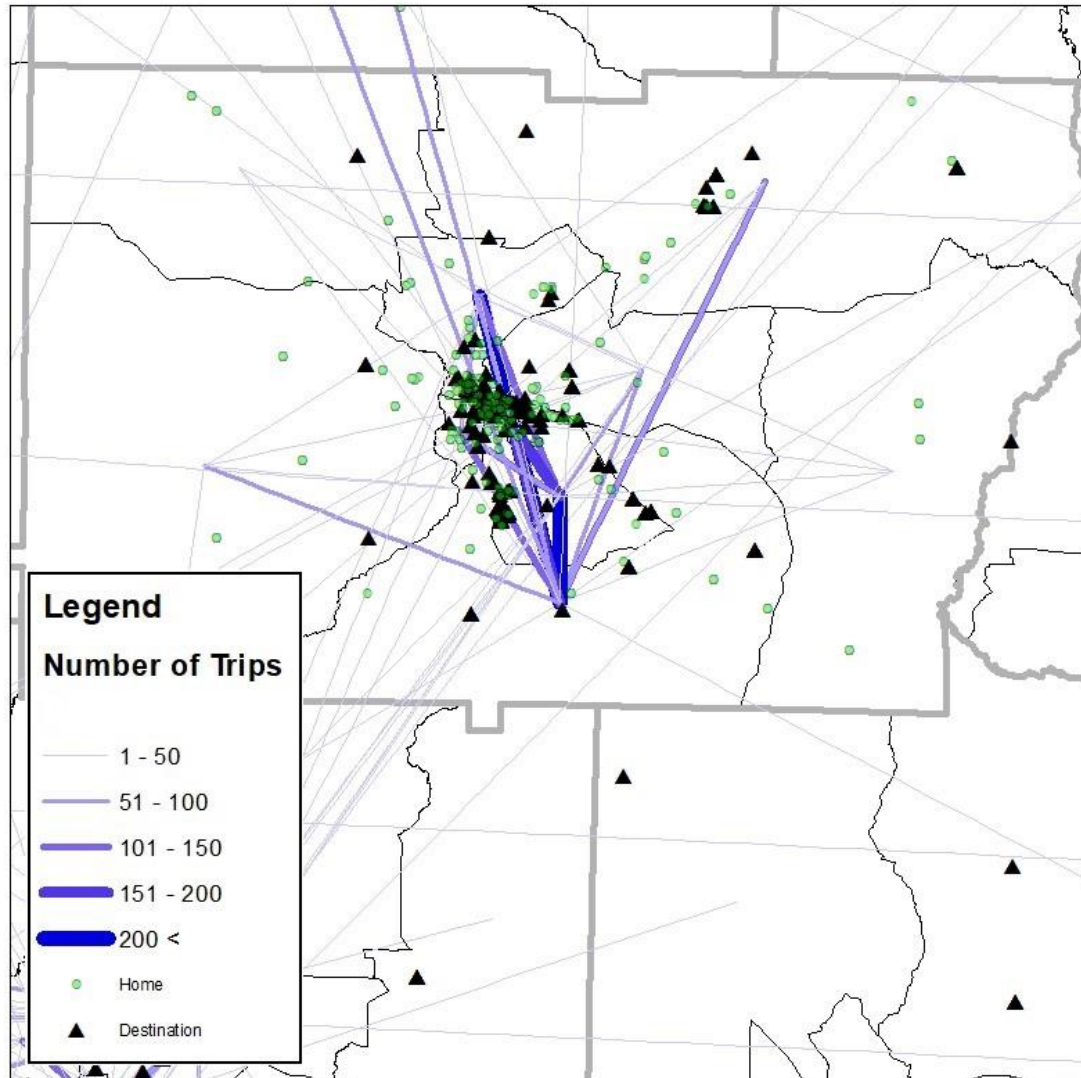 Legend
Number of Trips
1 - 50
51 - 100
101 - 150
151 - 200
200 <
Home
Destination